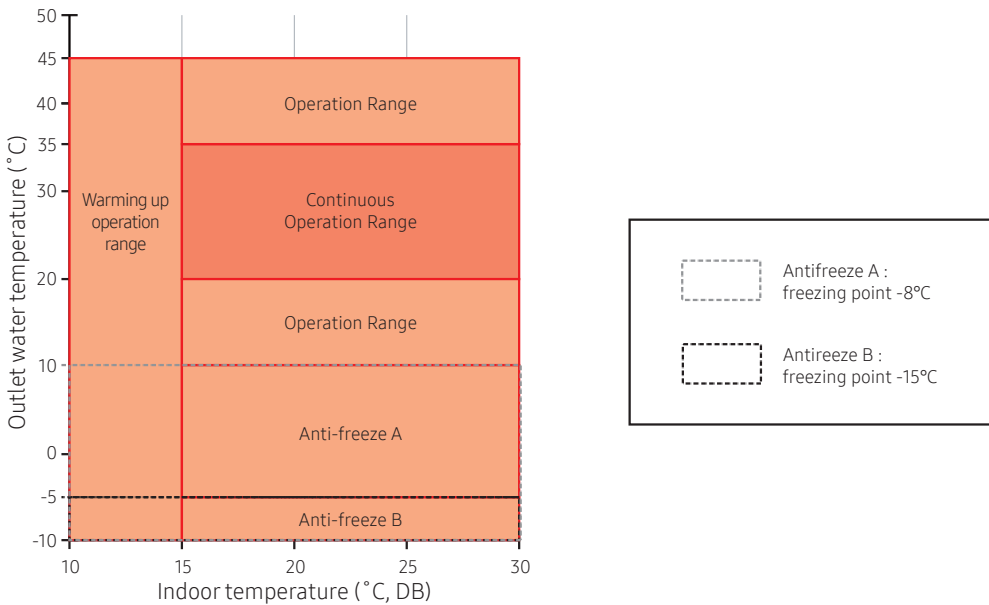 50
45
40
35
30
20
10
0
-5
-10
Outlet water temperature (˚C)
Operation Range
Warming up
operation
range
Continuous
Operation Range
Operation Range
Anti-freeze A
Anti-freeze B
10
15
20
25
30
Indoor temperature (˚C, DB)
Antifreeze A :
freezing point -8°C
Antireeze B :
freezing point -15°C